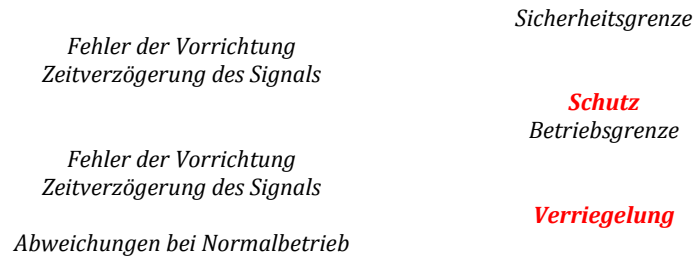 Sicherheitsgrenze
Fehler der Vorrichtung
Zeitverzögerung des Signals
Schutz
Betriebsgrenze
Fehler der Vorrichtung
Zeitverzögerung des Signals
Verriegelung
Abweichungen bei Normalbetrieb